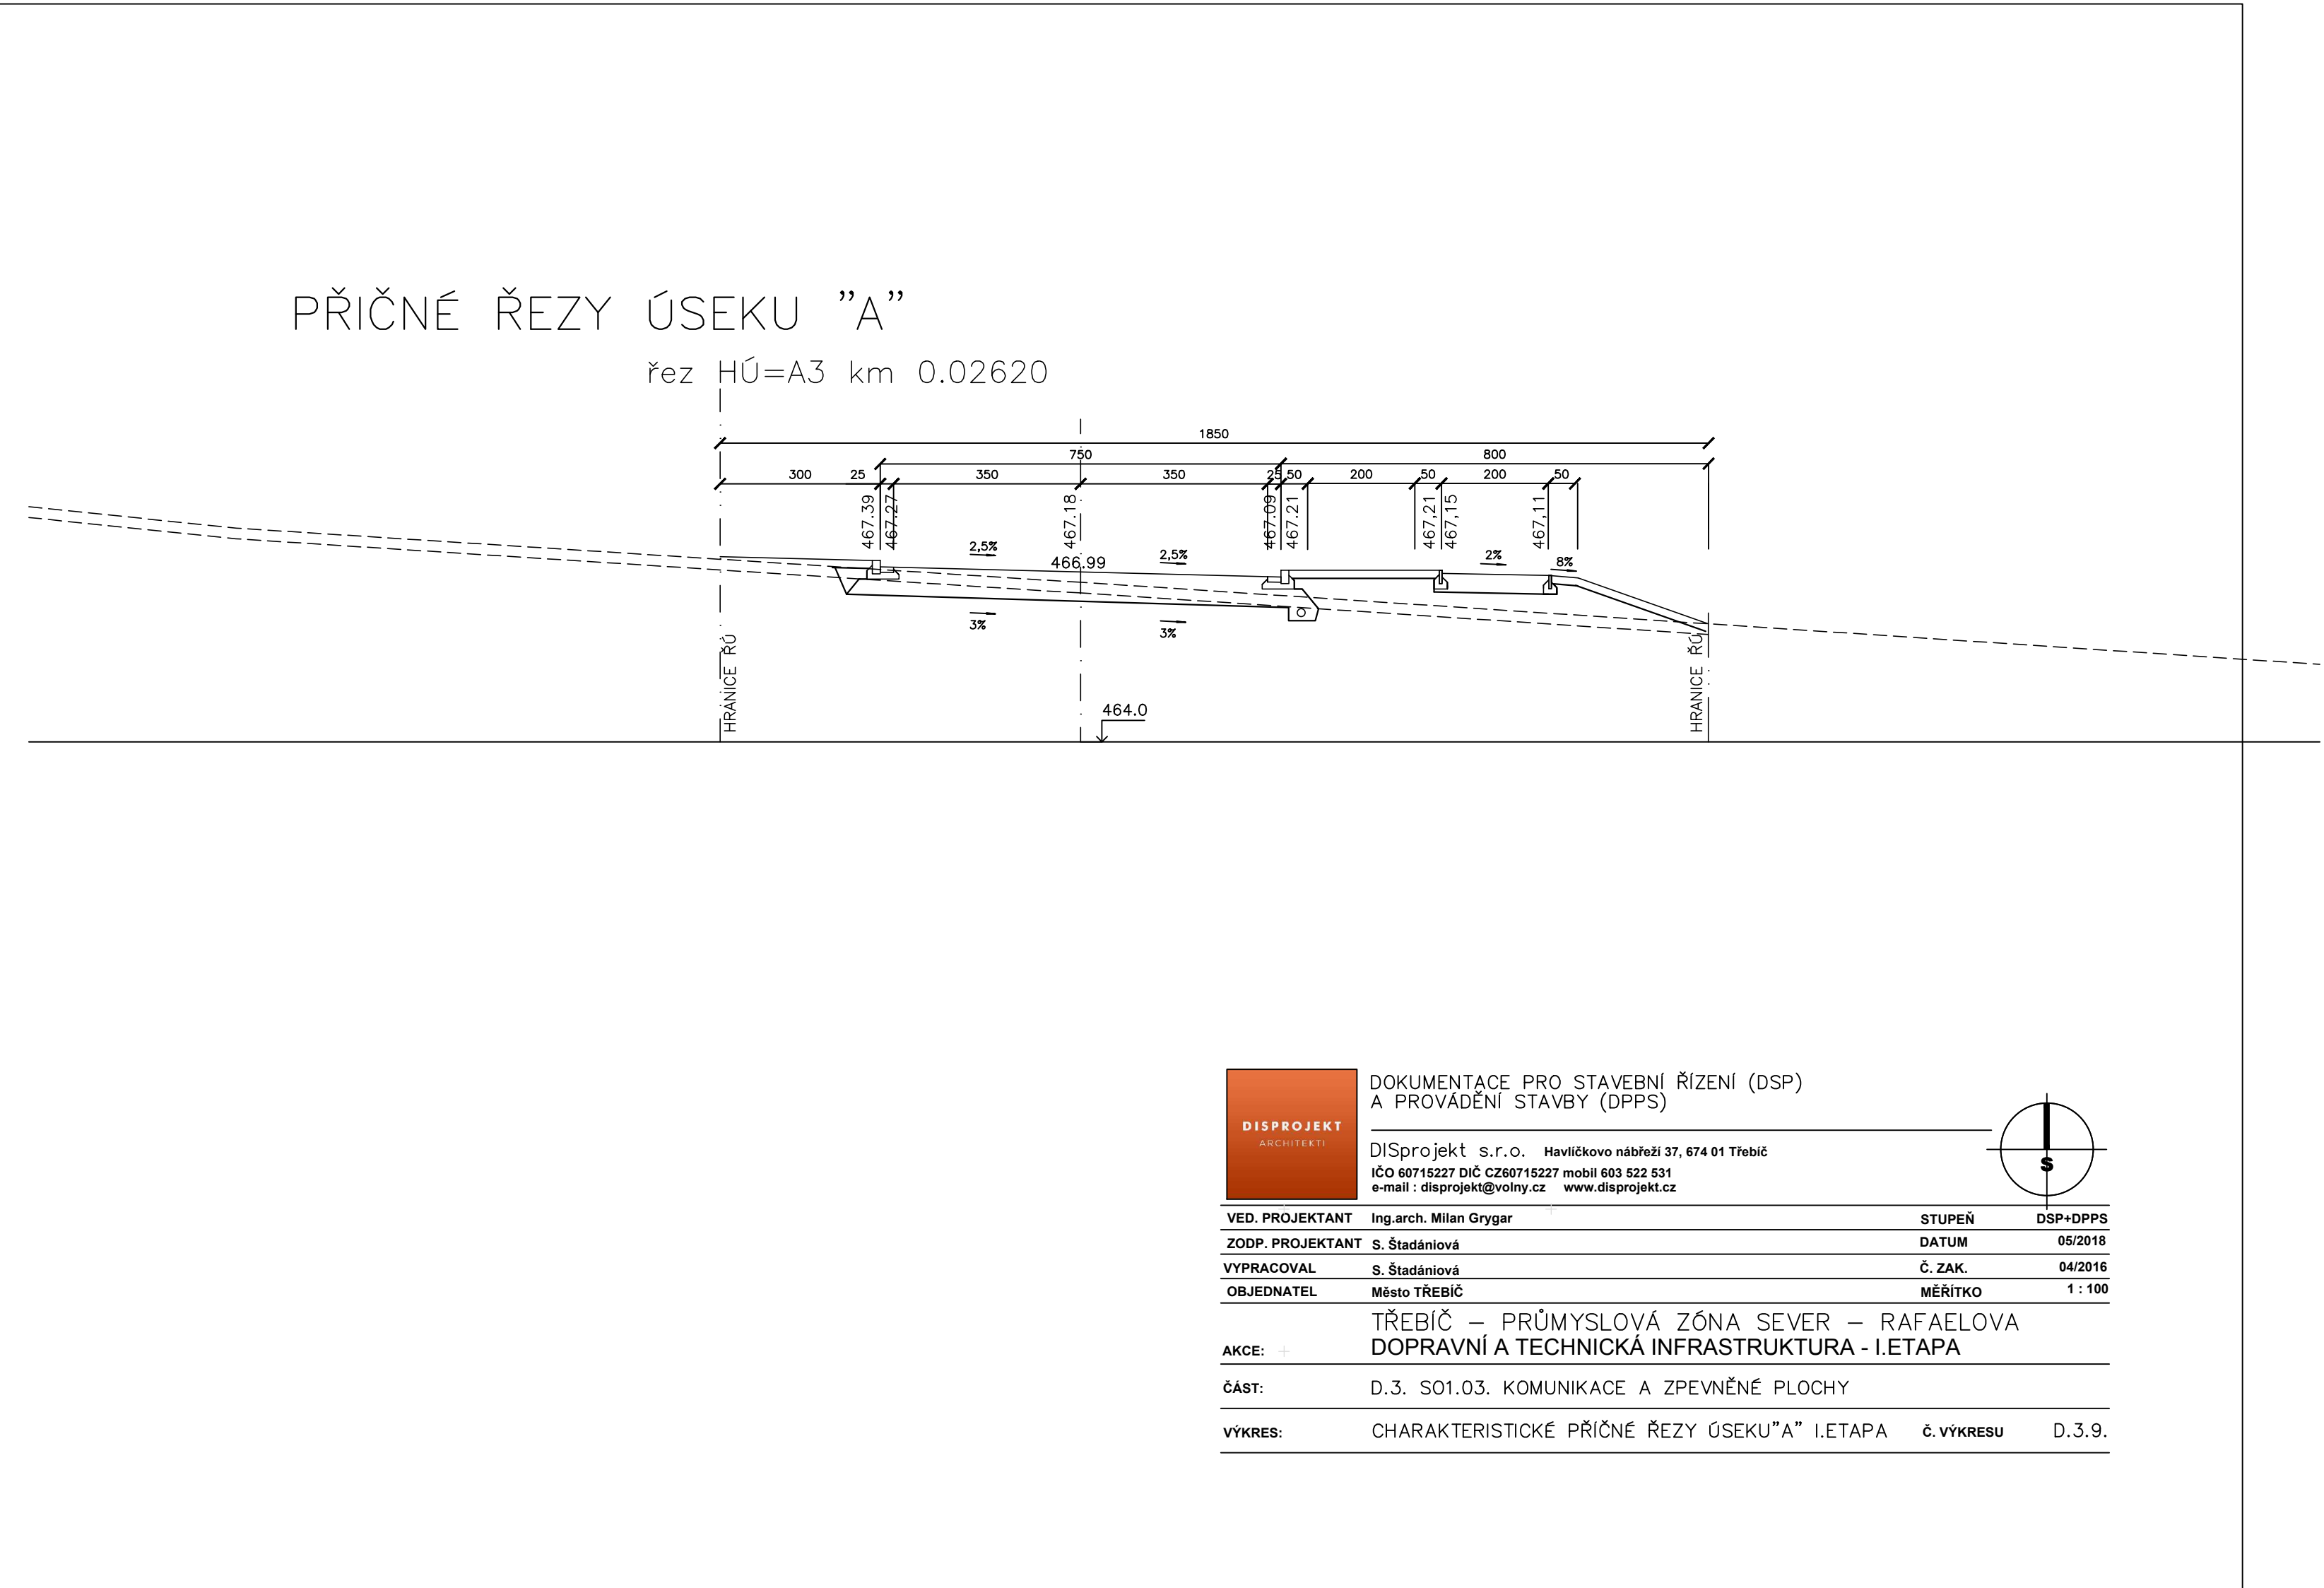 PŘIČNÉ ŘEZY ÚSEKU ”A”
řez HÚ=A3 km 0.02620
1850
750 800
300 25 350 350 25 50 200 50 200 50
467.39 467.27 467.18 467.09 467.21 467,21 467,15 467,11
2,5% 2,5% 2% 8%
466.99
3% 3%
HRANICE ŘÚ HRANICE ŘÚ
464.0
DISPROJEKT
ARCHITEKTI
DOKUMENTACE PRO STAVEBNÍ ŘÍZENÍ (DSP)
A PROVÁDĚNÍ STAVBY (DPPS)
DISprojekt s.r.o. Havlíčkovo nábřeží 37, 674 01 Třebíč
IČO 60715227 DIČ CZ60715227 mobil 603 522 531
e-mail : disprojekt@volny.cz www.disprojekt.cz
S
VED. PROJEKTANT Ing.arch. Milan Grygar STUPEŇ DSP+DPPS
ZODP. PROJEKTANT S. Štadániová DATUM 05/2018
VYPRACOVAL S. Štadániová Č. ZAK. 04/2016
OBJEDNATEL Město TŘEBÍČ MĚŘÍTKO 1 : 100
TŘEBÍČ – PRŮMYSLOVÁ ZÓNA SEVER – RAFAELOVA
AKCE: DOPRAVNÍ A TECHNICKÁ INFRASTRUKTURA - I.ETAPA
ČÁST: D.3. SO1.03. KOMUNIKACE A ZPEVNĚNÉ PLOCHY
VÝKRES: CHARAKTERISTICKÉ PŘÍČNÉ ŘEZY ÚSEKU”A” I.ETAPA Č. VÝKRESU D.3.9.